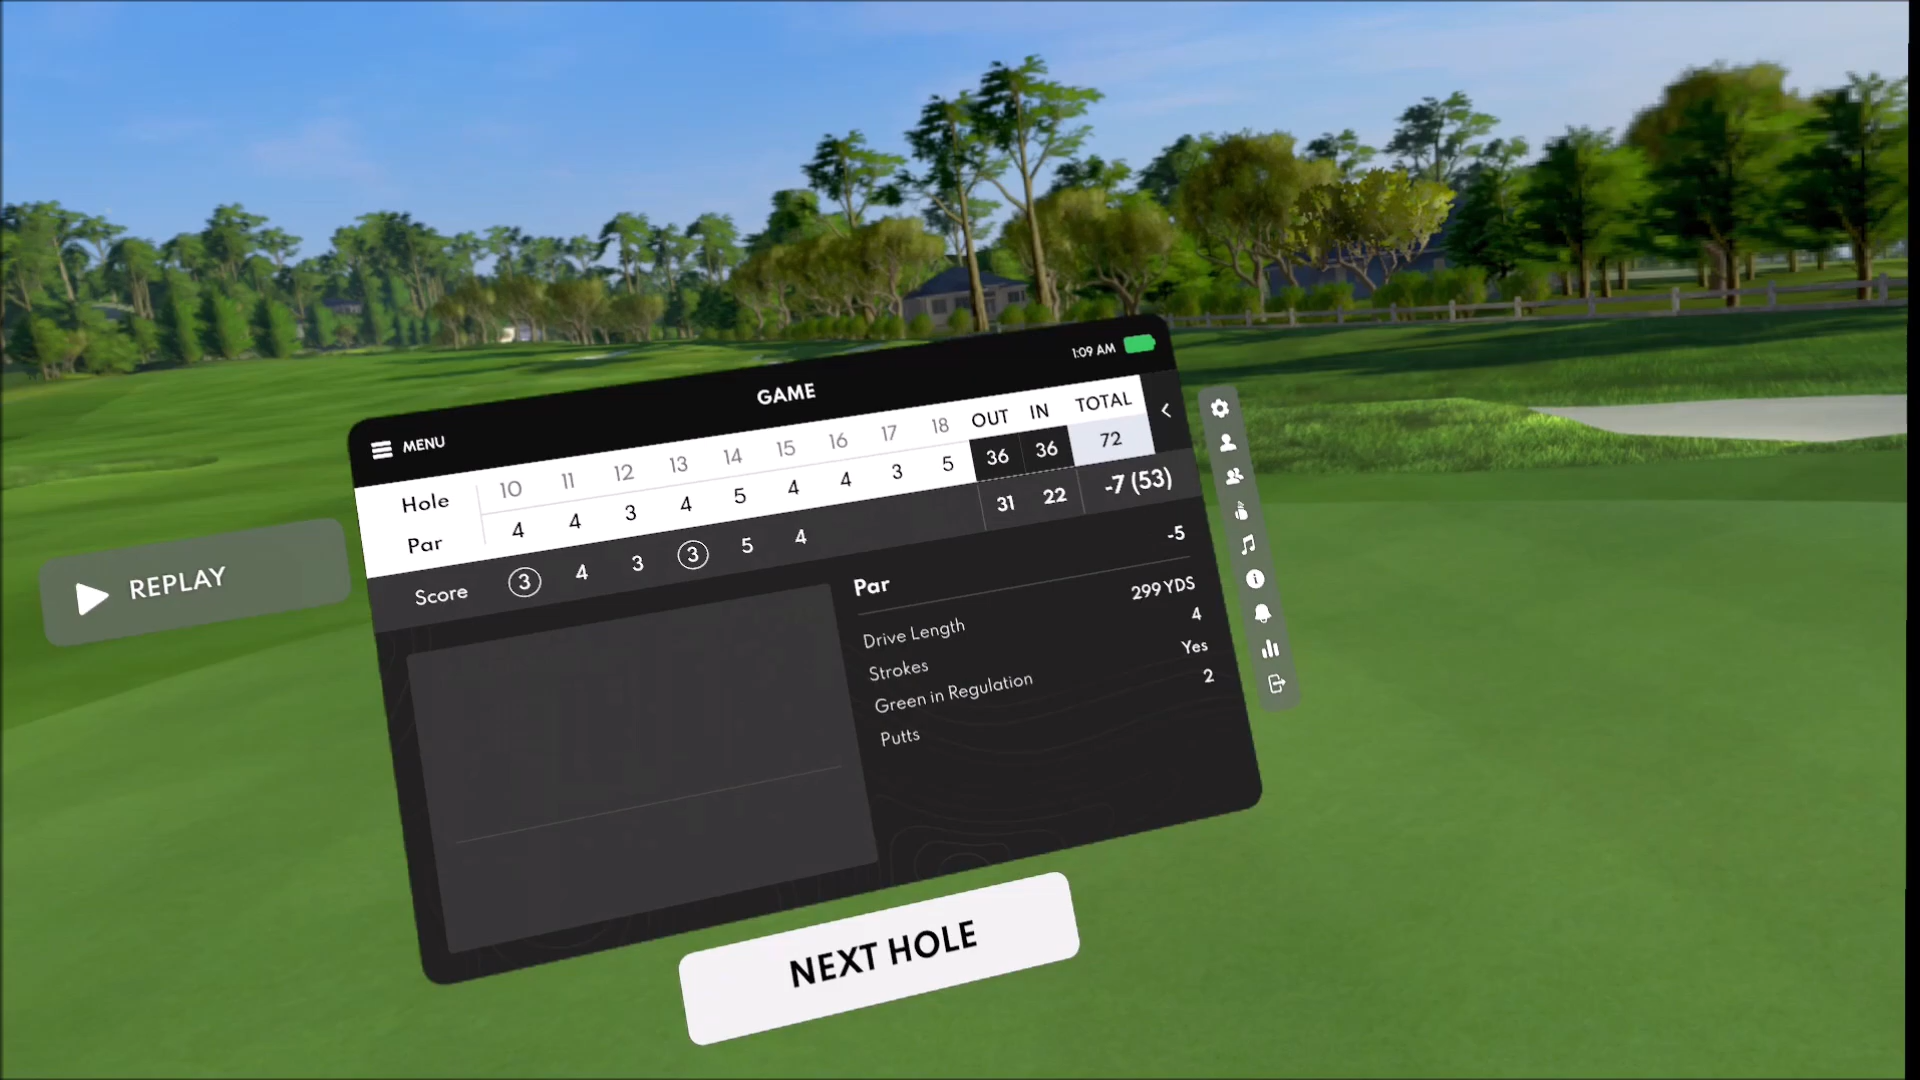 1:09 AM
GAME
MENU
Hole 10 11 12 13 14 15 16 17 18 OUT IN TOTAL
Par 4 4 3 4 5 4 4 3 5 36 36 72
Score 3 4 3 3 5 4 31 22 -7 (53)
Par -5
Drive Length 299 YDS
Strokes 4
Green in Regulation Yes
Putts 2
REPLAY
NEXT HOLE